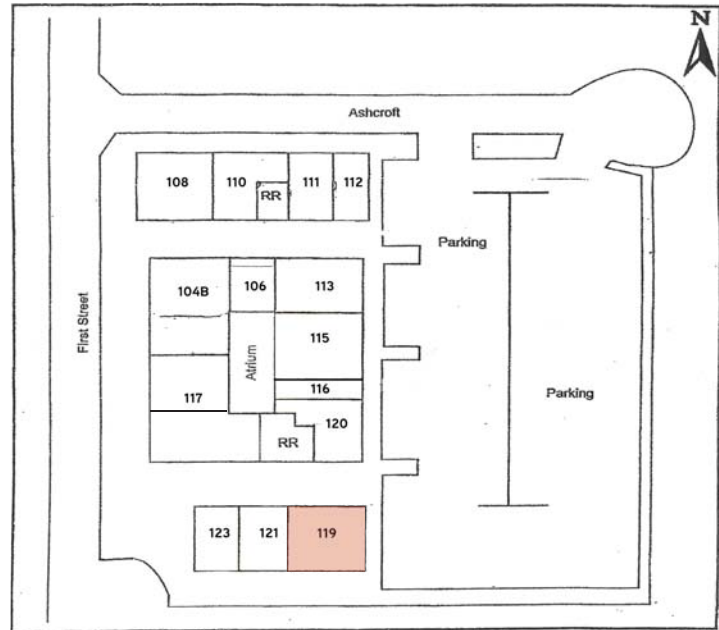 N
Ashcroft
108
110
RR
111
112
Parking
104B
106
113
First Street
115
Atrium
116
117
Parking
120
RR
123
121
119